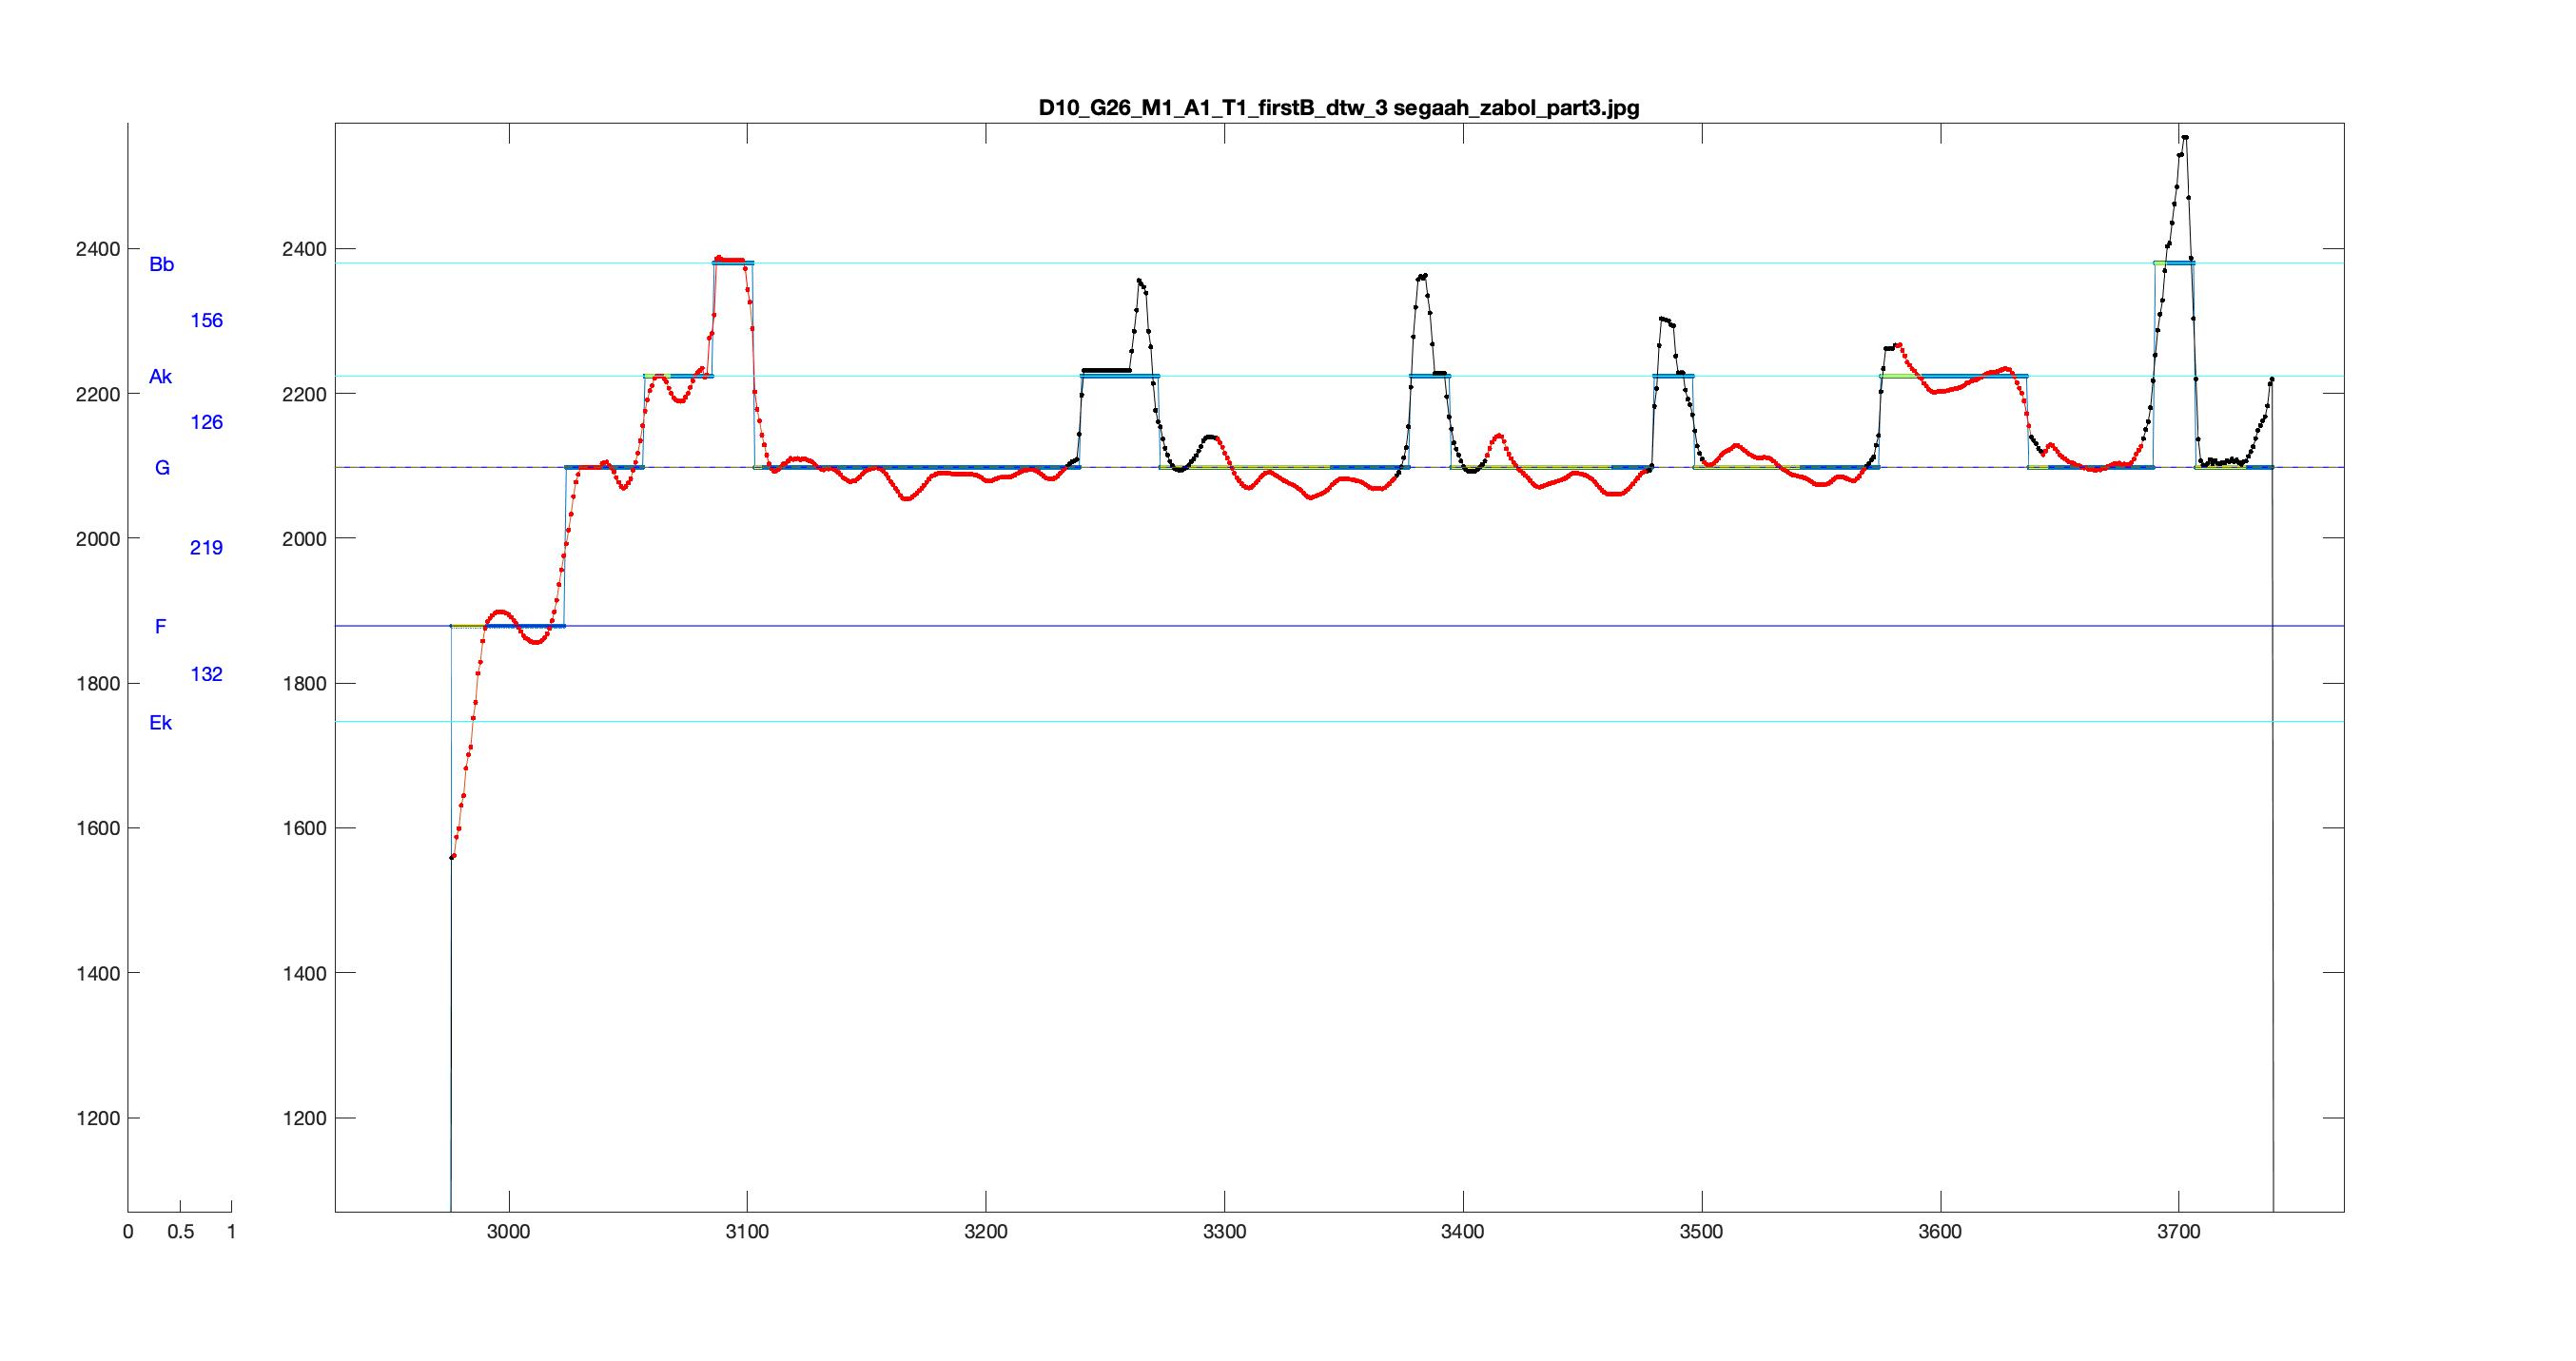 D10_G26_M1_A1_T1_firstB_dtw_3 segaah_zabol_part3.jpg
2400 Bb 2400
156
2200 Ak 2200
126
G
2000 219 2000
F
1800 132 1800
Ek
1600 1600
1400 1400
1200 1200
0 0.5 1 3000 3100 3200 3300 3400 3500 3600 3700